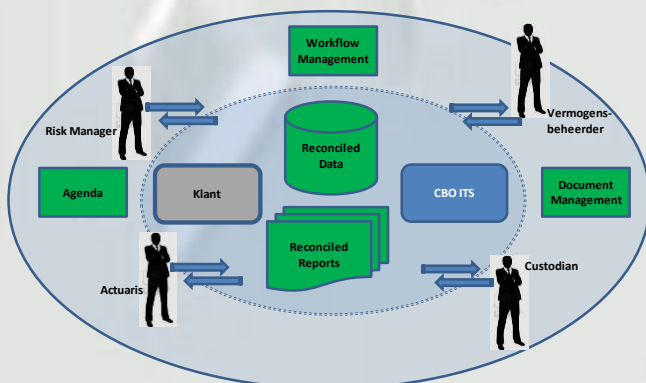 Workflow
Management
Risk Manager
Vermogens-
beheerder
Reconciled
Data
Agenda
Klant
CBO ITS
Document
Management
Reconciled
Reports
Actuaris
Custodian